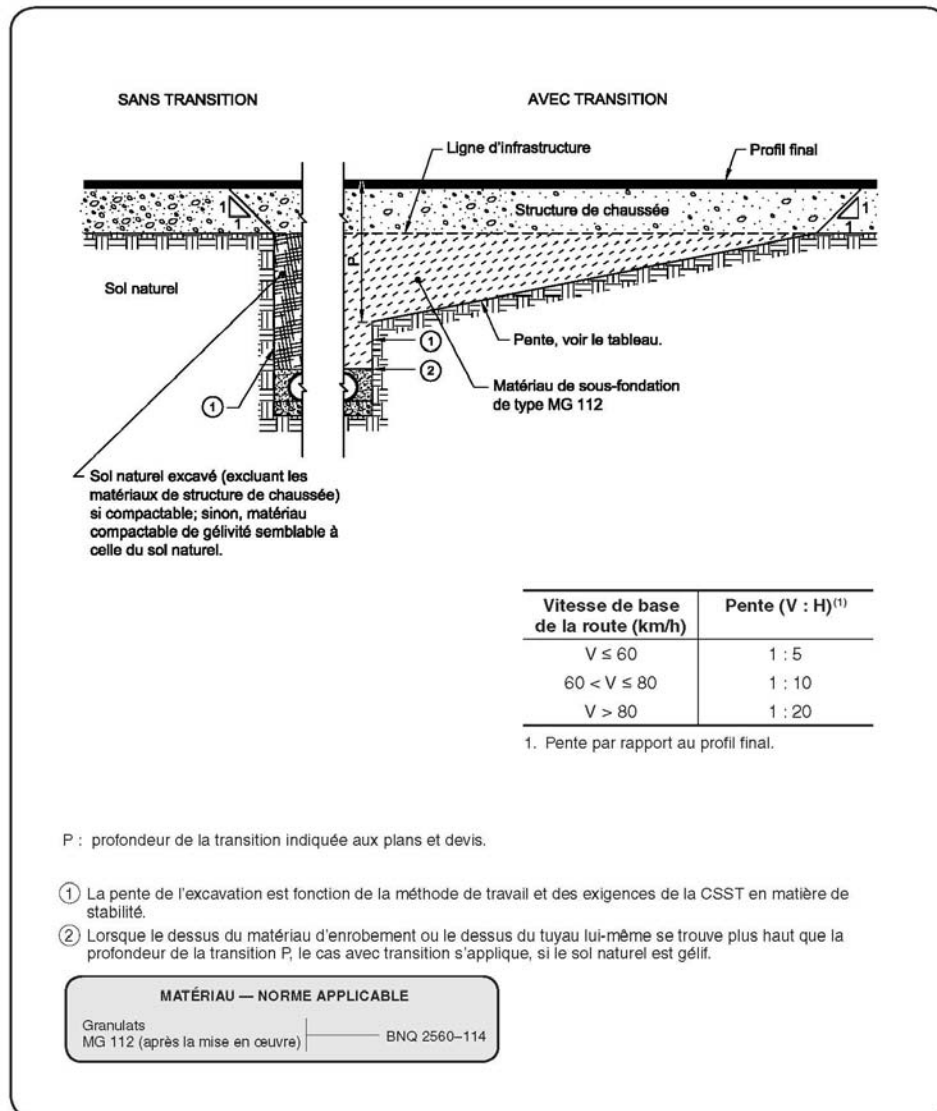 SANS TRANSITION
AVEC TRANSITION
Ligne d'infrastructure
Profil final
1
1
Structure de chaussée
1
1
Sol naturel
P
1
Pente, voir le tableau.
2
Matériau de sous-fondation
de type MG 112
1
Sol naturel excavé (excluant les
matériaux de structure de chaussée)
si compactable; sinon, matériau
compactable de gélivité semblable à
celle du sol naturel.
Vitesse de base
de la route (km/h)
Pente (V : H)(1)
V ≤ 60
1 : 5
60 < V ≤ 80
1 : 10
V > 80
1 : 20
1. Pente par rapport au profil final.
P : profondeur de la transition indiquée aux plans et devis.
1 La pente de l'excavation est fonction de la méthode de travail et des exigences de la CSST en matière de
stabilité.
2 Lorsque le dessus du matériau d'enrobement ou le dessus du tuyau lui-même se trouve plus haut que la
profondeur de la transition P, le cas avec transition s'applique, si le sol naturel est gélif.
MATÉRIAU — NORME APPLICABLE
Granulats
MG 112 (après la mise en œuvre)
BNQ 2560–114